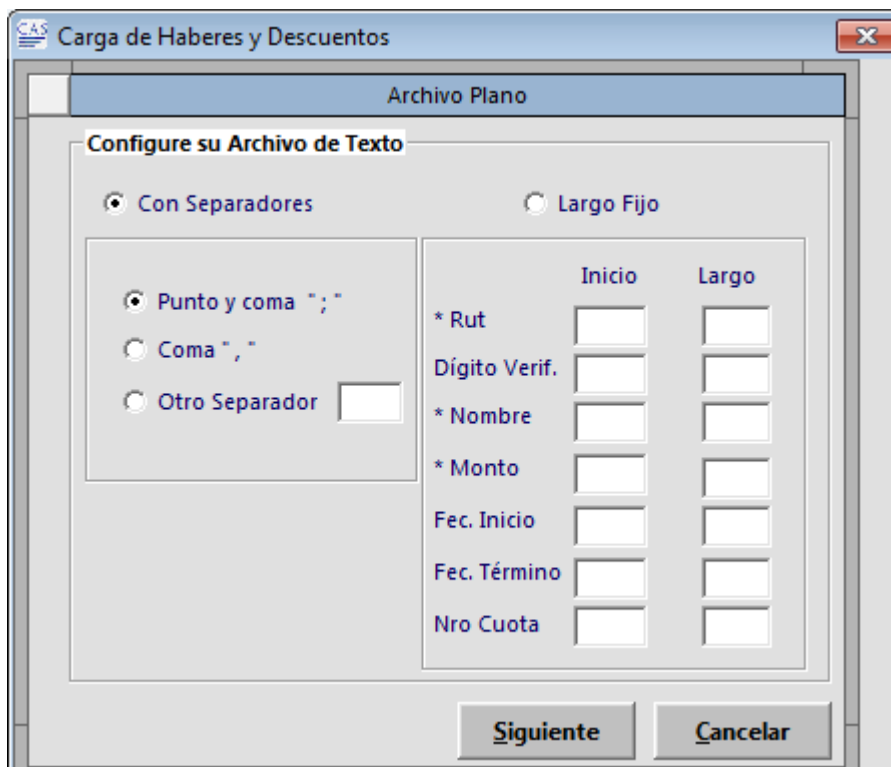 CAS Carga de Haberes y Descuentos
Archivo Plano
Configure su Archivo de Texto
Con Separadores
Largo Fijo
Punto y coma " ; "
Coma " , "
Otro Separador
Inicio Largo
* Rut
Dígito Verif.
* Nombre
* Monto
Fec. Inicio
Fec. Término
Nro Cuota
Siguiente Cancelar